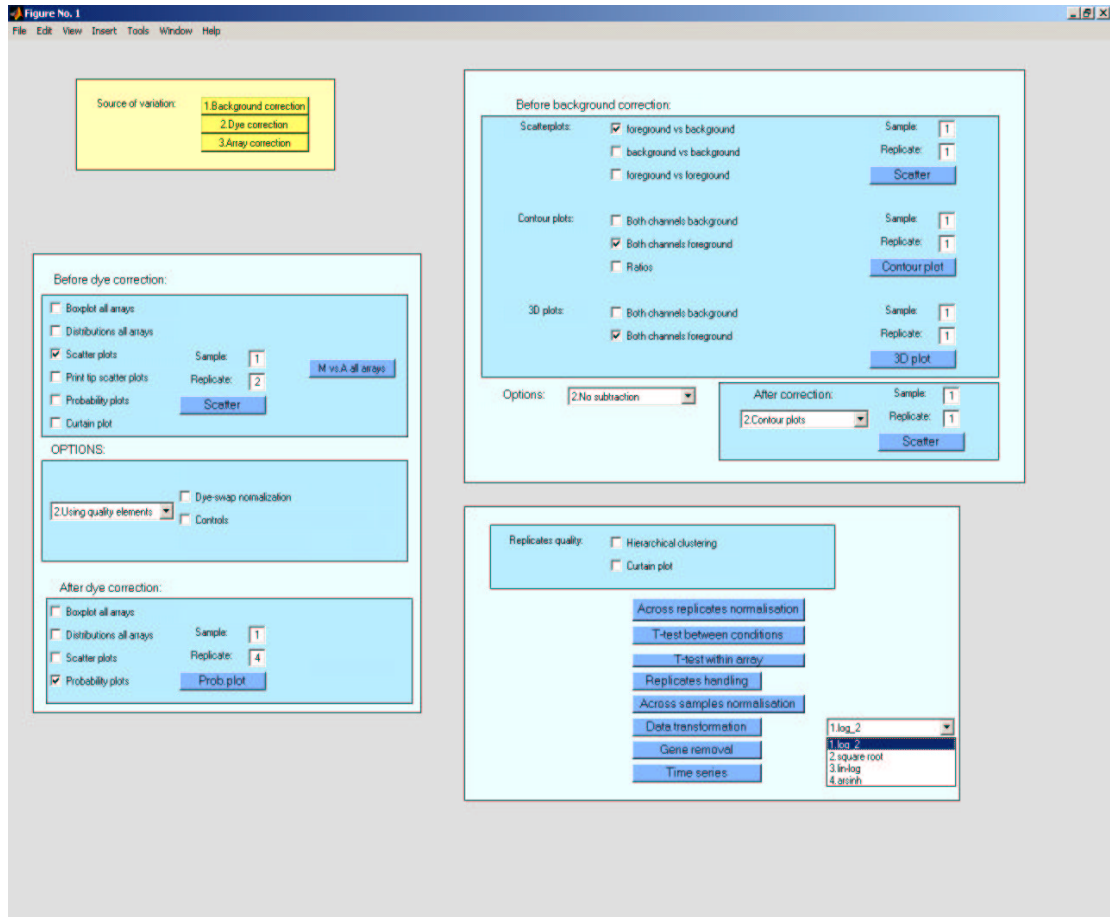 Figure No. 1
File Edit View Insert Tools Window Help
Source of variation:
1.Background correction
2.Dye correction
3.Array correction
Before background correction:
Scatterplots: foreground vs background Sample: 1
background vs background Replicate: 1
foreground vs foreground Scatter
Contour plots: Both channels background Sample: 1
Both channels foreground Replicate: 1
Ratios Contour plot
3D plots: Both channels background Sample: 1
Both channels foreground Replicate: 1
3D plot
Options: 2.No subtraction
After correction: Sample: 1
2.Contour plots Replicate: 1
Scatter
Before dye correction:
Boxplot all arrays
Distributions all arrays
Scatter plots Sample: 1
M vs.A all arrays
Print tip scatter plots Replicate: 2
Probability plots Scatter
Curtain plot
OPTIONS:
2.Using quality elements
Dye-swap normalization
Controls
After dye correction:
Boxplot all arrays
Distributions all arrays Sample: 1
Scatter plots Replicate: 4
Probability plots Prob.plot
Replicates quality: Hierarchical clustering
Curtain plot
Across replicates normalisation
T-test between conditions
T-test within array
Replicates handling
Across samples normalisation
Data transformation
Gene removal
Time series
1.log_2
1.log_2
2.square root
3.lin-log
4.arsinh